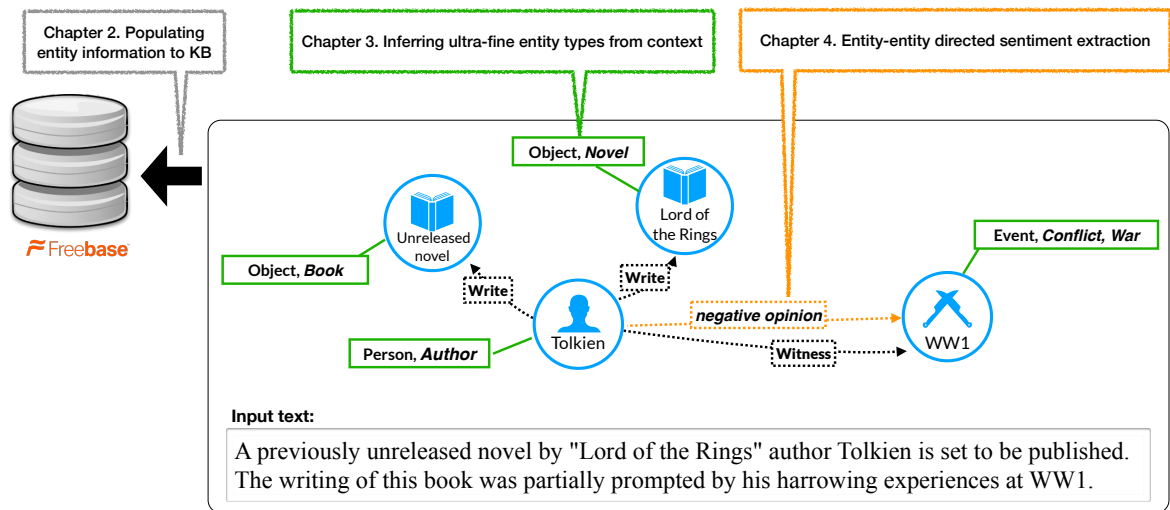 Chapter 2. Populating
entity information to KB
Chapter 3. Inferring ultra-fine entity types from context
Chapter 4. Entity-entity directed sentiment extraction
Freebase
Object, Novel
Lord of
the Rings
Unreleased
novel
Object, Book
Event, Conflict, War
Write
Write
negative opinion
Tolkien
WW1
Person, Author
Witness
Input text:
A previously unreleased novel by "Lord of the Rings" author Tolkien is set to be published.
The writing of this book was partially prompted by his harrowing experiences at WW1.